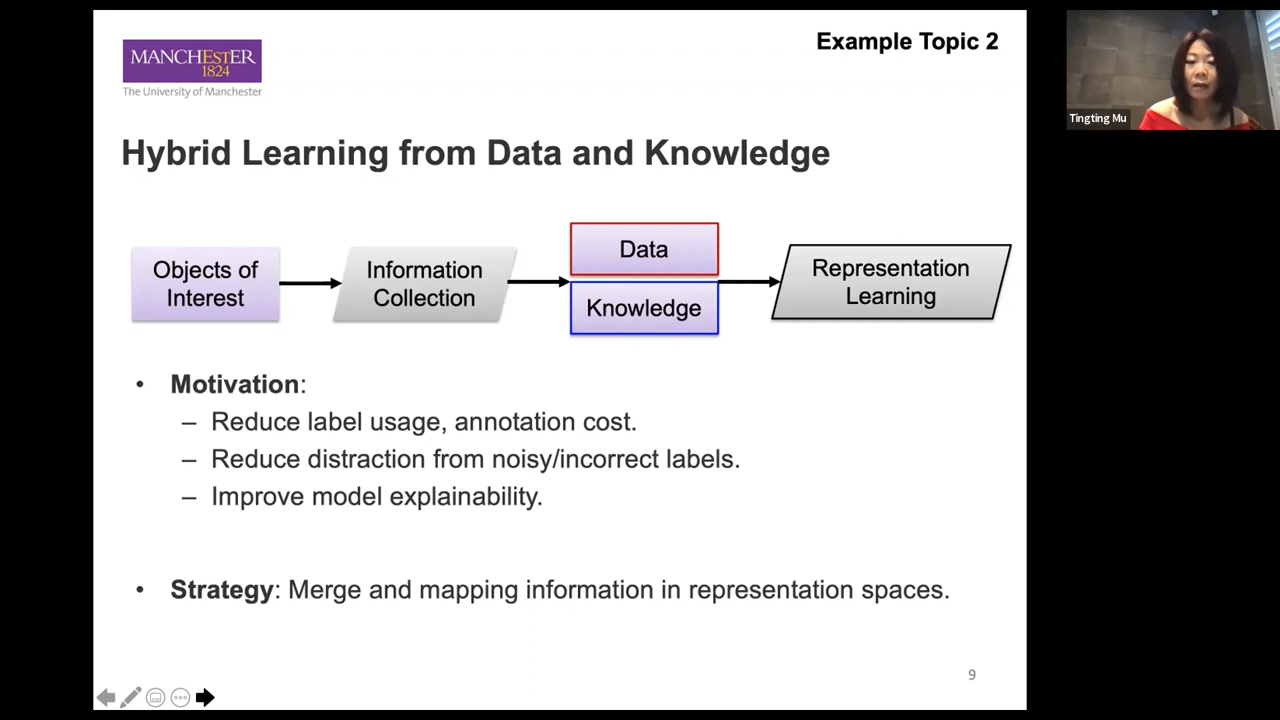 Example Topic 2
MANCHESTER
1824
The University of Manchester
Hybrid Learning from Data and Knowledge
Objects of
Interest
Information
Collection
Data
Knowledge
Representation
Learning
• Motivation:
– Reduce label usage, annotation cost.
– Reduce distraction from noisy/incorrect labels.
– Improve model explainability.
• Strategy: Merge and mapping information in representation spaces.
9
Tingting Mu